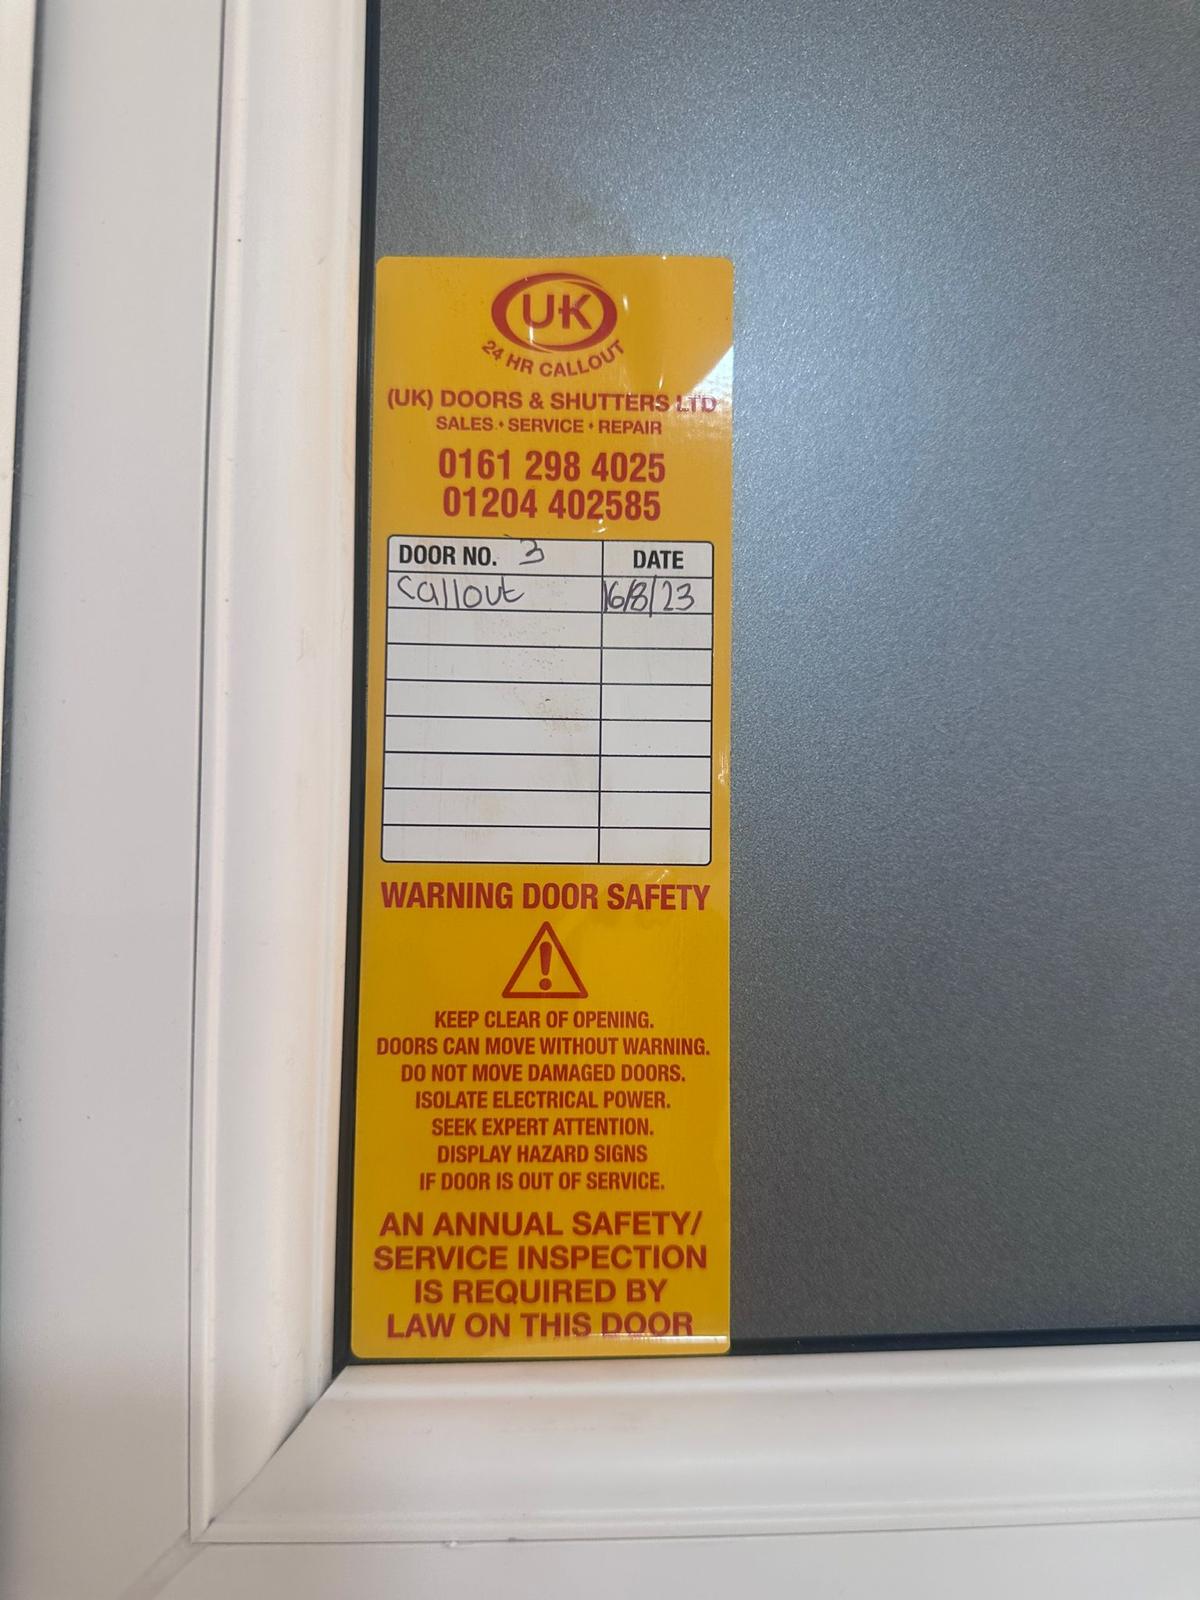 UK
24 HR CALLOUT
(UK) DOORS & SHUTTERS LTD
SALES • SERVICE • REPAIR
0161 298 4025
01204 402585
DOOR NO. 3 DATE
Callout 16/8/23
WARNING DOOR SAFETY
!
KEEP CLEAR OF OPENING.
DOORS CAN MOVE WITHOUT WARNING.
DO NOT MOVE DAMAGED DOORS.
ISOLATE ELECTRICAL POWER.
SEEK EXPERT ATTENTION.
DISPLAY HAZARD SIGNS
IF DOOR IS OUT OF SERVICE.
AN ANNUAL SAFETY/
SERVICE INSPECTION
IS REQUIRED BY
LAW ON THIS DOOR